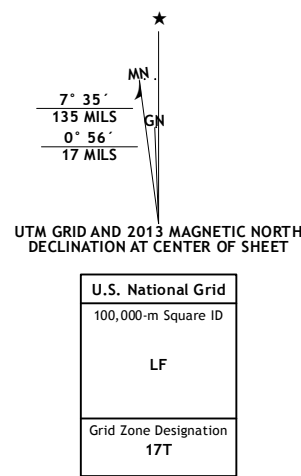 ★
MN
7° 35´
135 MILS
GN
0° 56´
17 MILS
UTM GRID AND 2013 MAGNETIC NORTH
DECLINATION AT CENTER OF SHEET
U.S. National Grid
100,000-m Square ID
LF
Grid Zone Designation
17T